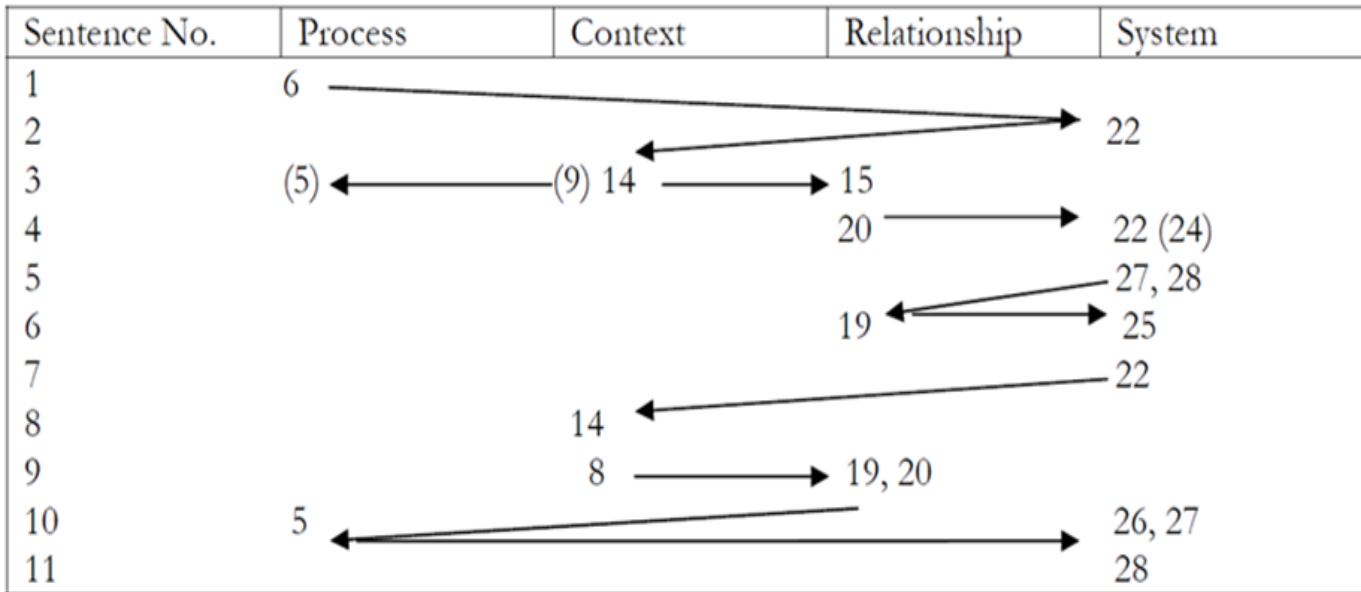 Sentence No. Process Context Relationship System
1 6
2 22
3 (5) (9) 14 15
4 20 22 (24)
5 27, 28
6 19 25
7 22
8 14
9 8 19, 20
10 5 26, 27
11 28